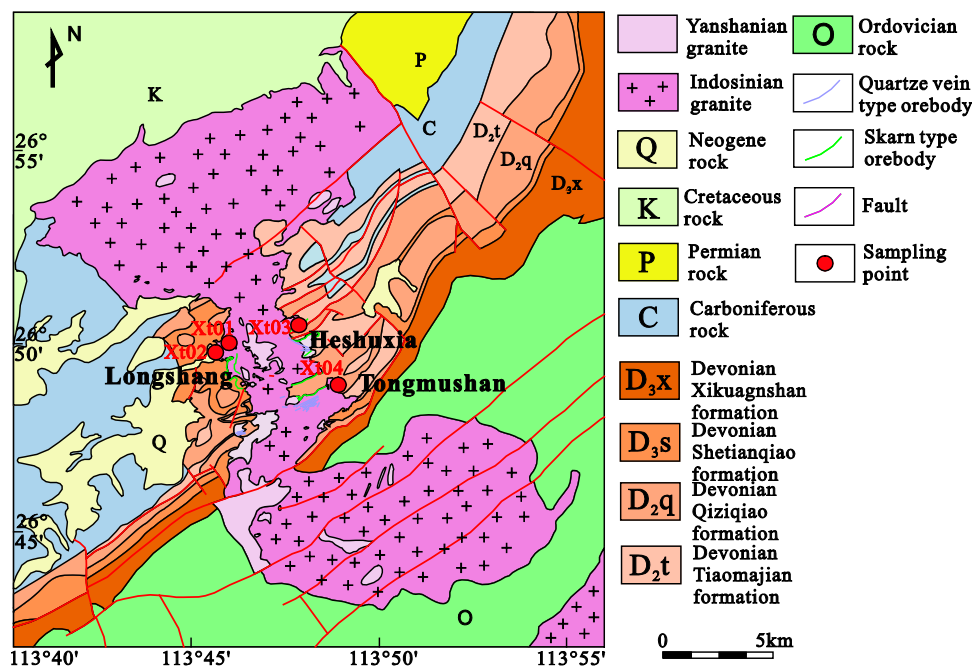 N
P
K
C
D₂t
D₂q
D₃x
26°
55'
26°
50'
Xt01
Xt02
Xt03
Heshuxia
Xt04
Longshang
Tongmushan
Q
26°
45'
O
113°40'
113°45'
113°50'
113°55'
Yanshanian
granite
Indosinian
granite
Q
Neogene
rock
K
Cretaceous
rock
P
Permian
rock
C
Carboniferous
rock
D₃x
Devonian
Xikuagnshan
formation
D₃s
Devonian
Shetianqiao
formation
D₂q
Devonian
Qiziqiao
formation
D₂t
Devonian
Tiaomajian
formation
O
Ordovician
rock
Quartze vein
type orebody
Skarn type
orebody
Fault
Sampling
point
0
5km